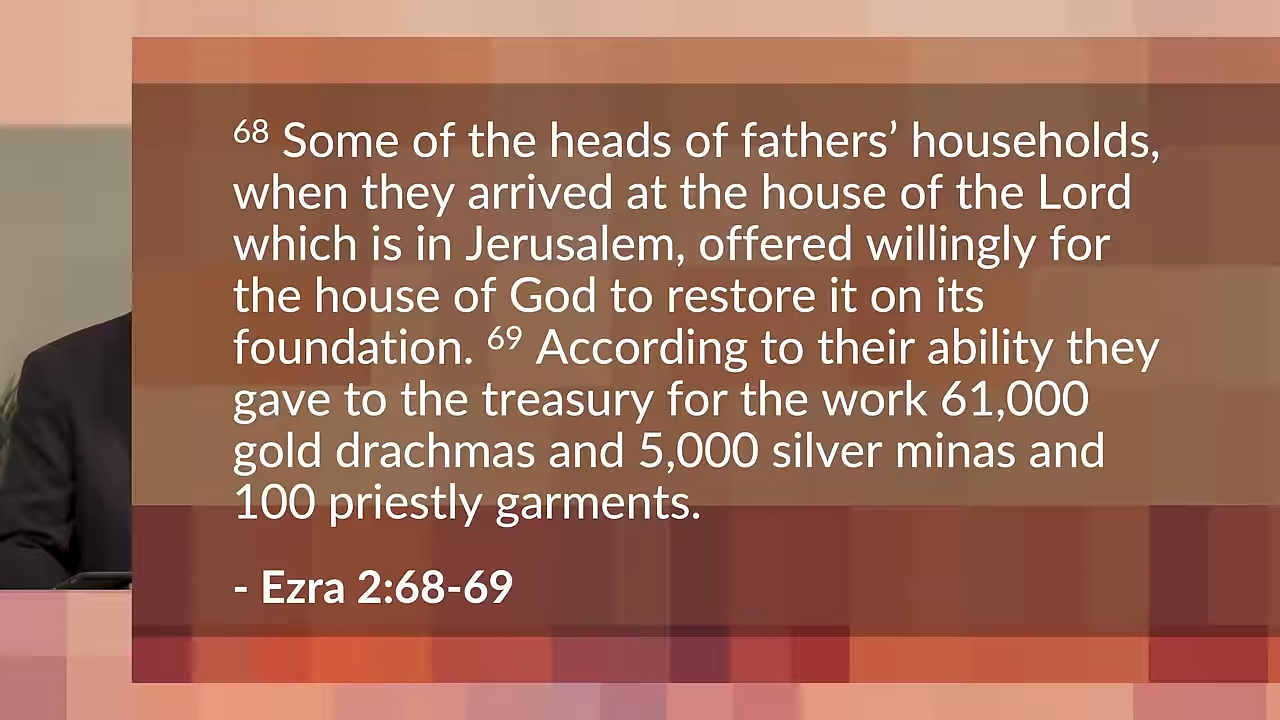 68 Some of the heads of fathers’ households,
when they arrived at the house of the Lord
which is in Jerusalem, offered willingly for
the house of God to restore it on its
foundation. 69 According to their ability they
gave to the treasury for the work 61,000
gold drachmas and 5,000 silver minas and
100 priestly garments.
- Ezra 2:68-69